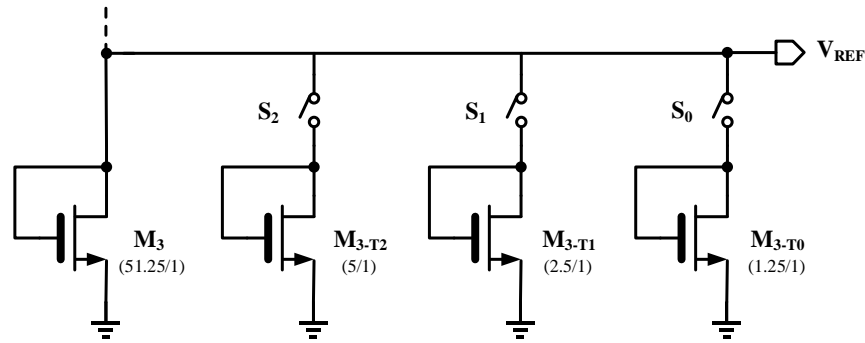 V_REF
S_2
S_1
S_0
M_3
(51.25/1)
M_3-T2
(5/1)
M_3-T1
(2.5/1)
M_3-T0
(1.25/1)